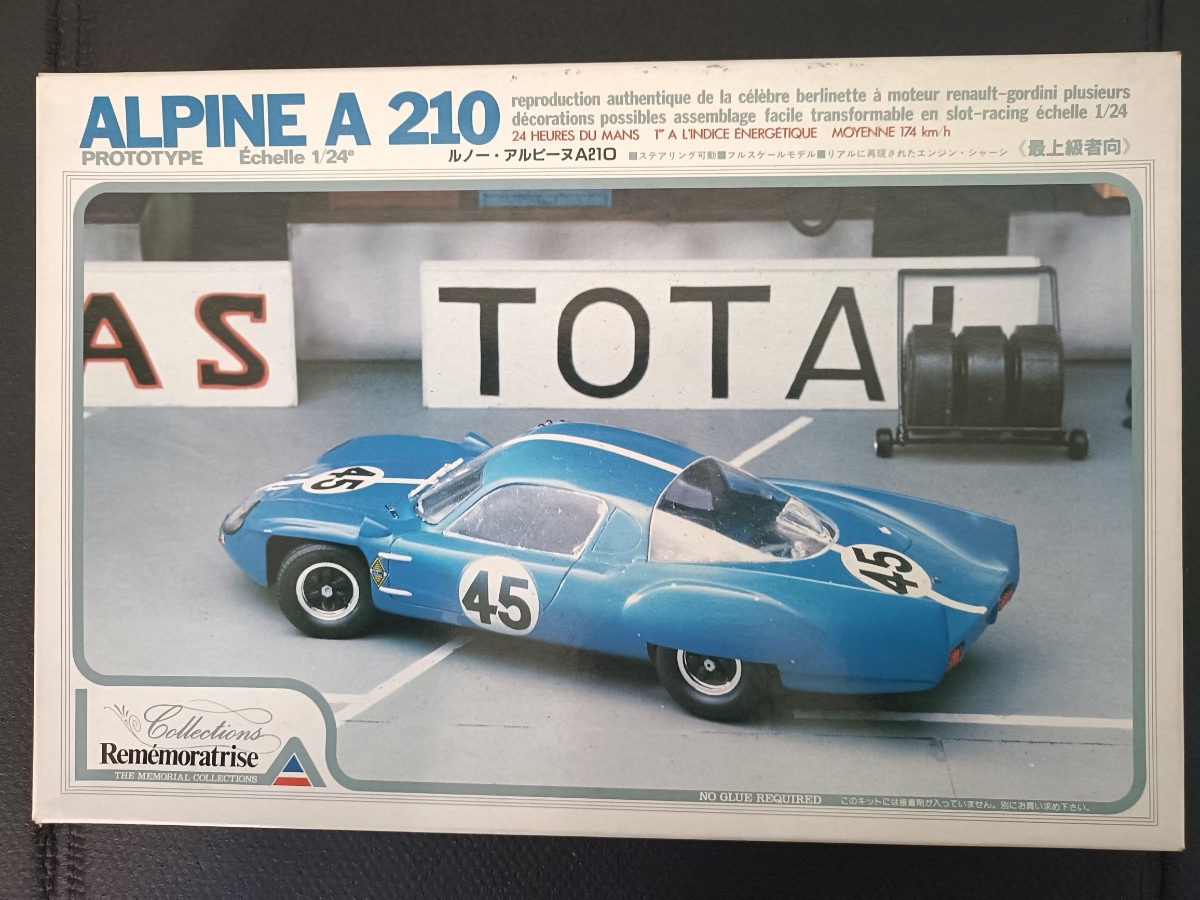 ALPINE A 210
reproduction authentique de la célèbre berlinette à moteur renault-gordini plusieurs
décorations possibles assemblage facile transformable en slot-racing échelle 1/24
24 HEURES DU MANS 1er A L'INDICE ÉNERGÉTIQUE MOYENNE 174 km/h
PROTOTYPE Échelle 1/24e
ルノー・アルピーヌA210 ■ステアリング可動■フルスケールモデル■リアルに再現されたエンジン・シャーシ 《最上級者向》
AS
TOTAL
45
45
45
Collections
Remémoratrise
THE MEMORIAL COLLECTIONS
NO GLUE REQUIRED このキットには接着剤が入っていません。別にお買い求め下さい。